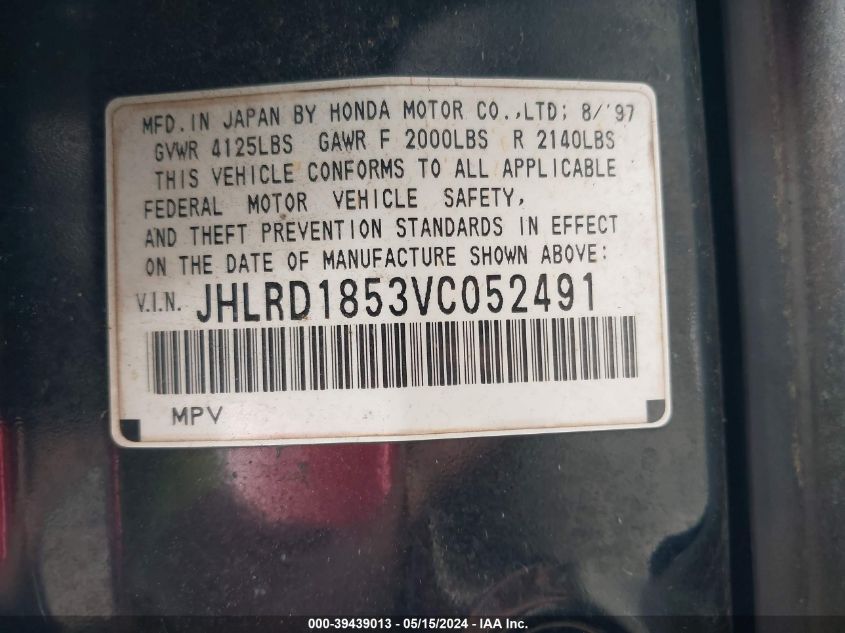 MFD. IN JAPAN BY HONDA MOTOR CO.,LTD; 8/'97
GVWR 4125LBS GAWR F 2000LBS R 2140LBS
THIS VEHICLE CONFORMS TO ALL APPLICABLE
FEDERAL MOTOR VEHICLE SAFETY,
AND THEFT PREVENTION STANDARDS IN EFFECT
ON THE DATE OF MANUFACTURE SHOWN ABOVE:
V.I.N. JHLRD1853VC052491
MPV
000-39439013 - 05/15/2024 - IAA Inc.